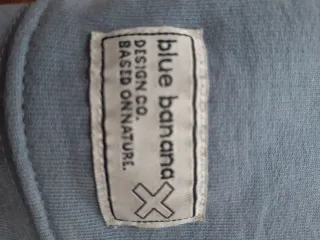 blue banana
DESIGN CO.
BASED ON NATURE.